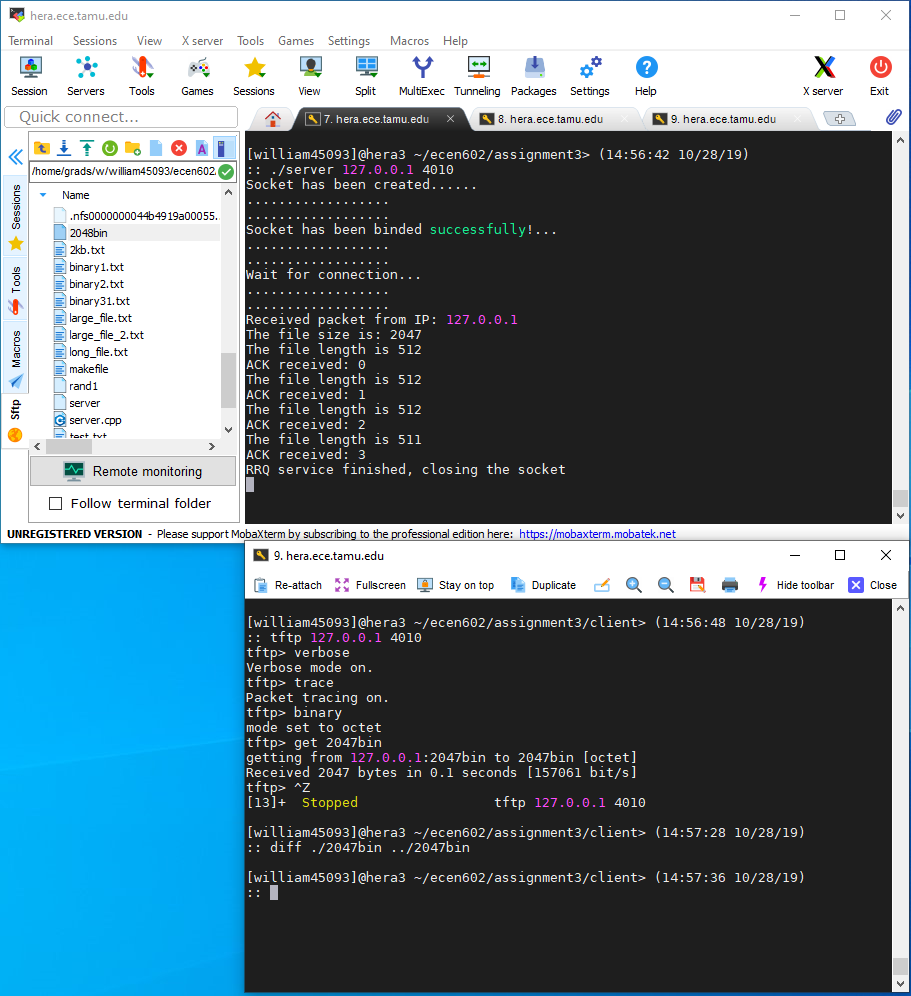 hera.ece.tamu.edu
Terminal Sessions View X server Tools Games Settings Macros Help
Session Servers Tools Games Sessions View Split MultiExec Tunneling Packages Settings Help X server Exit
Quick connect...
7. hera.ece.tamu.edu
8. hera.ece.tamu.edu
9. hera.ece.tamu.edu
/home/grads/w/william45093/ecen602/
Name
.nfs0000000044b4919a00055.
2048bin
2kb.txt
binary1.txt
binary2.txt
binary31.txt
large_file.txt
large_file_2.txt
long_file.txt
makefile
rand1
server
server.cpp
test.txt
Sessions
Tools
Macros
Sftp
Remote monitoring
Follow terminal folder
[william45093]@hera3 ~/ecen602/assignment3> (14:56:42 10/28/19)
:: ./server 127.0.0.1 4010
Socket has been created......
..................
..................
Socket has been binded successfully!...
..................
..................
Wait for connection...
..................
..................
Received packet from IP: 127.0.0.1
The file size is: 2047
The file length is 512
ACK received: 0
The file length is 512
ACK received: 1
The file length is 512
ACK received: 2
The file length is 511
ACK received: 3
RRQ service finished, closing the socket
UNREGISTERED VERSION - Please support MobaXterm by subscribing to the professional edition here: https://mobaxterm.mobatek.net
9. hera.ece.tamu.edu
Re-attach Fullscreen Stay on top Duplicate Hide toolbar Close
[william45093]@hera3 ~/ecen602/assignment3/client> (14:56:48 10/28/19)
:: tftp 127.0.0.1 4010
tftp> verbose
Verbose mode on.
tftp> trace
Packet tracing on.
tftp> binary
mode set to octet
tftp> get 2047bin
getting from 127.0.0.1:2047bin to 2047bin [octet]
Received 2047 bytes in 0.1 seconds [157061 bit/s]
tftp> ^Z
[13]+ Stopped tftp 127.0.0.1 4010
[william45093]@hera3 ~/ecen602/assignment3/client> (14:57:28 10/28/19)
:: diff ./2047bin ../2047bin
[william45093]@hera3 ~/ecen602/assignment3/client> (14:57:36 10/28/19)
::